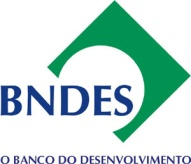 BNDES
O BANCO DO DESENVOLVIMENTO